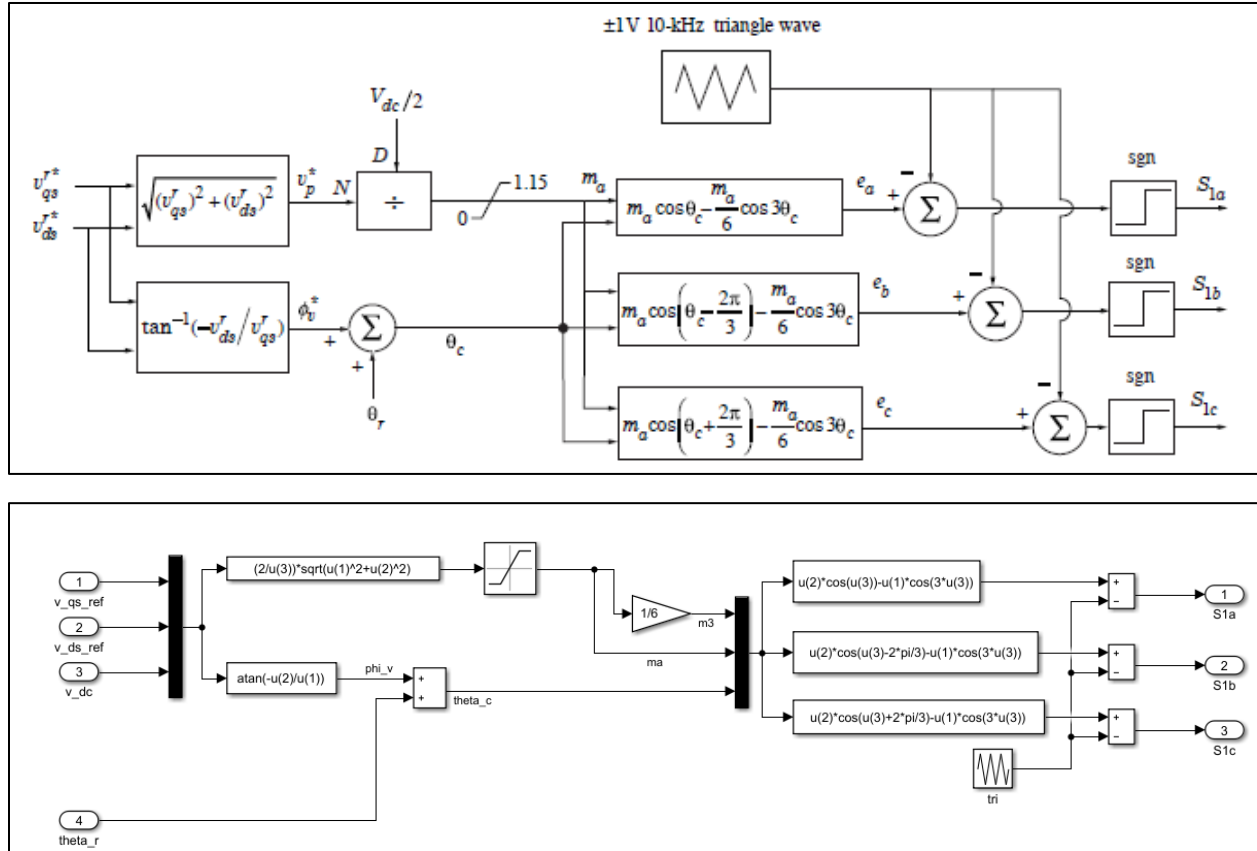 ±1V 10-kHz triangle wave
V_dc/2
D
v_qs^r*
v_ds^r*
√((v_qs^r)^2 + (v_ds^r)^2)
v_p^*
N
÷
0
1.15
m_a
m_a cosθ_c - m_a/6 cos 3θ_c
e_a
+
−
Σ
sgn
S_1a
tan^-1(-v_ds^r/v_qs^r)
ϕ_v^*
+
+
Σ
θ_c
θ_r
m_a cos(θ_c - 2π/3) - m_a/6 cos 3θ_c
e_b
+
−
Σ
sgn
S_1b
m_a cos(θ_c + 2π/3) - m_a/6 cos 3θ_c
e_c
+
−
Σ
sgn
S_1c
1
v_qs_ref
2
v_ds_ref
3
v_dc
(2/u(3))*sqrt(u(1)^2+u(2)^2)
atan(-u(2)/u(1))
phi_v
+
+
theta_c
1/6
m3
ma
u(2)*cos(u(3))-u(1)*cos(3*u(3))
+
−
1
S1a
u(2)*cos(u(3)-2*pi/3)-u(1)*cos(3*u(3))
+
−
2
S1b
u(2)*cos(u(3)+2*pi/3)-u(1)*cos(3*u(3))
+
−
3
S1c
tri
4
theta_r